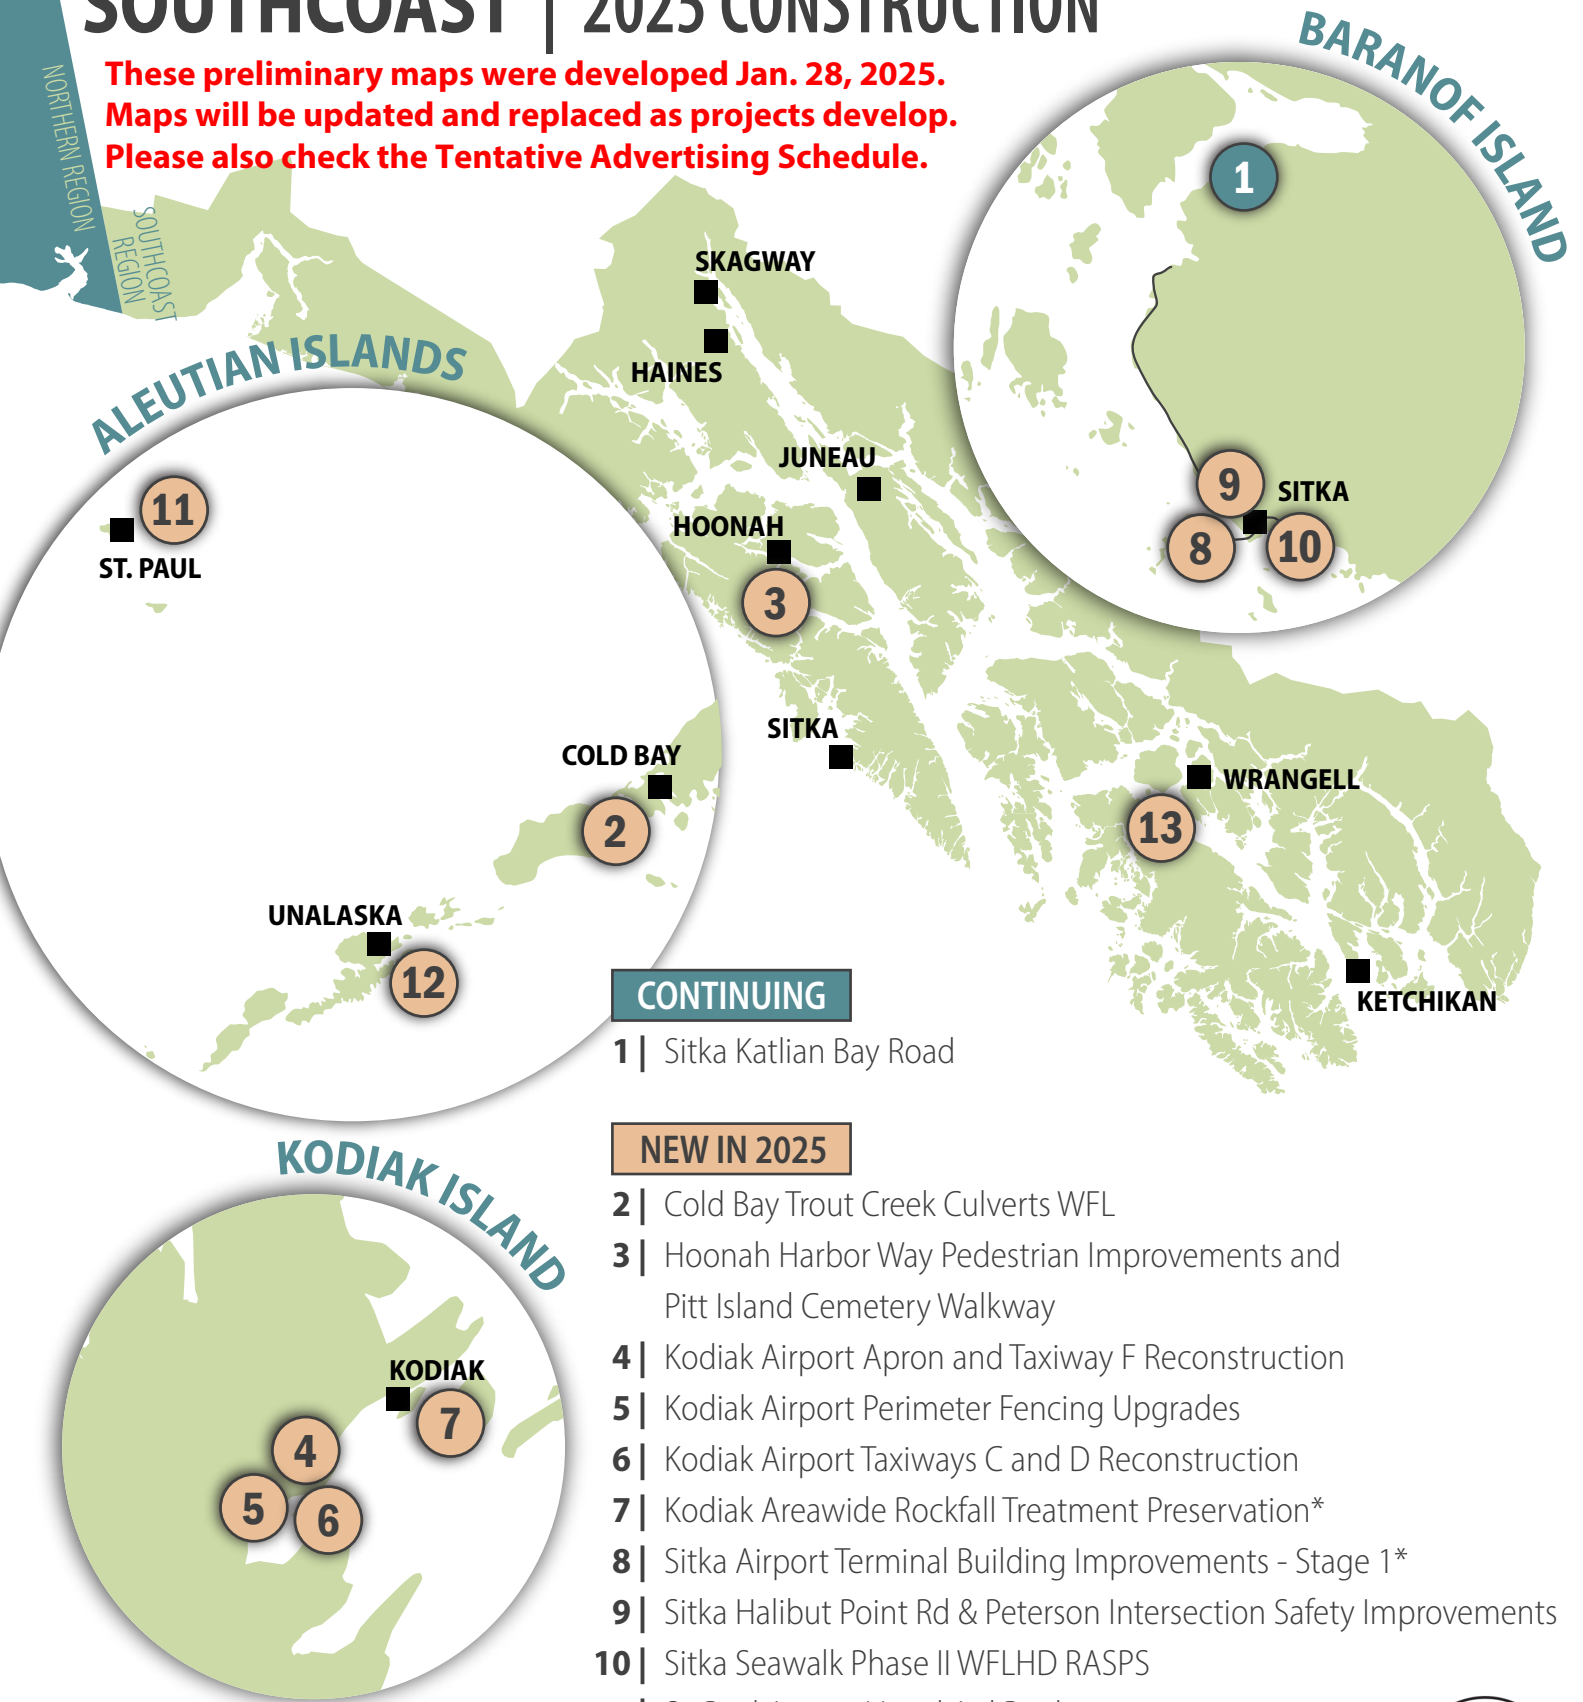 SOUTHCOAST | 2025 CONSTRUCTION
These preliminary maps were developed Jan. 28, 2025.
Maps will be updated and replaced as projects develop.
Please also check the Tentative Advertising Schedule.
NORTHERN REGION
SOUTHCOAST
REGION
BARANOF ISLAND
1
9
SITKA
8
10
SKAGWAY
HAINES
JUNEAU
HOONAH
3
SITKA
WRANGELL
13
KETCHIKAN
ALEUTIAN ISLANDS
11
ST. PAUL
COLD BAY
2
UNALASKA
12
KODIAK ISLAND
KODIAK
7
4
5
6
CONTINUING
1 | Sitka Katlian Bay Road
NEW IN 2025
2 | Cold Bay Trout Creek Culverts WFL
3 | Hoonah Harbor Way Pedestrian Improvements and
Pitt Island Cemetery Walkway
4 | Kodiak Airport Apron and Taxiway F Reconstruction
5 | Kodiak Airport Perimeter Fencing Upgrades
6 | Kodiak Airport Taxiways C and D Reconstruction
7 | Kodiak Areawide Rockfall Treatment Preservation*
8 | Sitka Airport Terminal Building Improvements - Stage 1*
9 | Sitka Halibut Point Rd & Peterson Intersection Safety Improvements
10 | Sitka Seawalk Phase II WFLHD RASPS